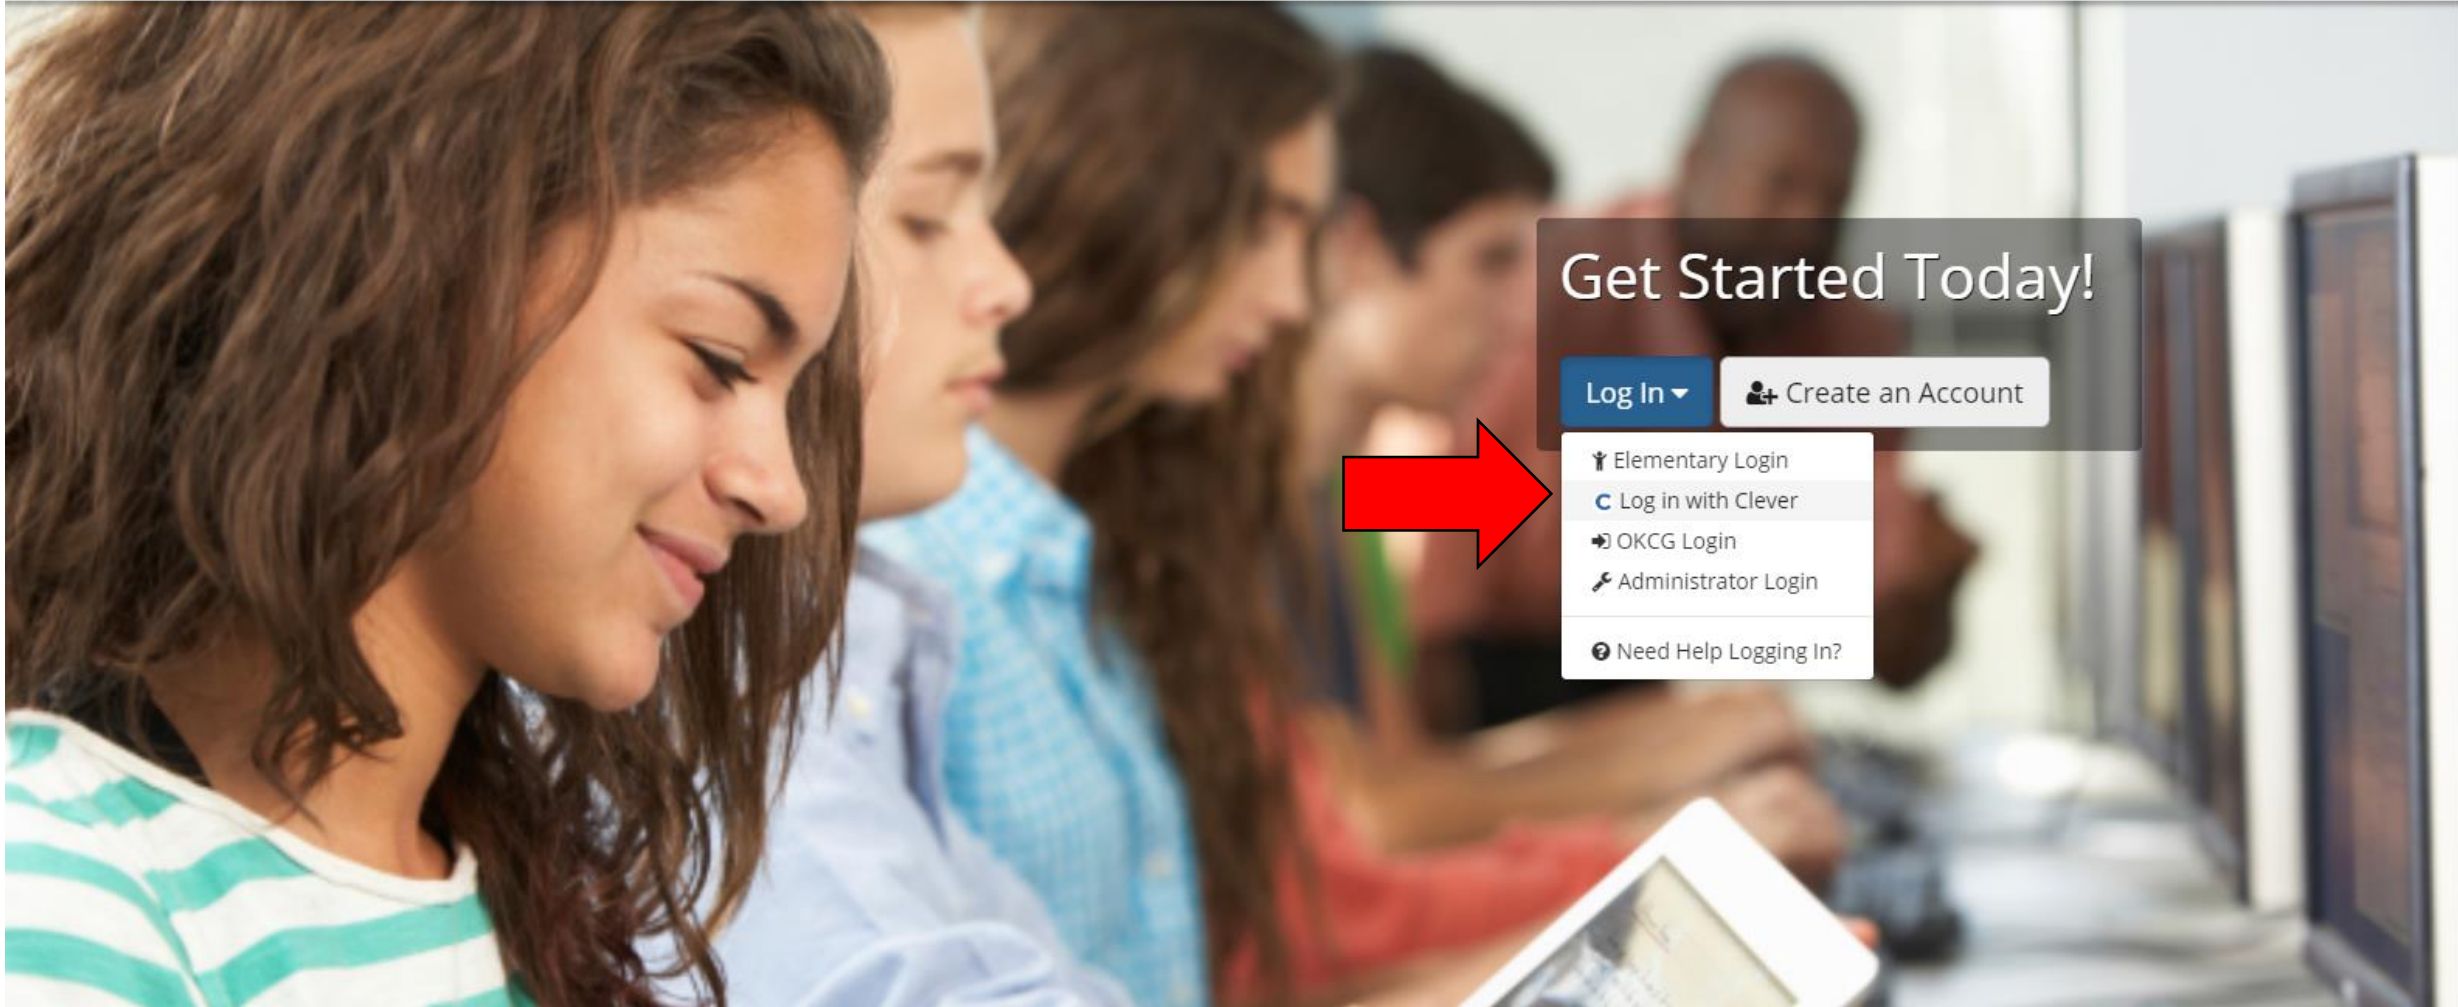 Get Started Today!
Log In
Create an Account
Elementary Login
Log in with Clever
OKCG Login
Administrator Login
Need Help Logging In?